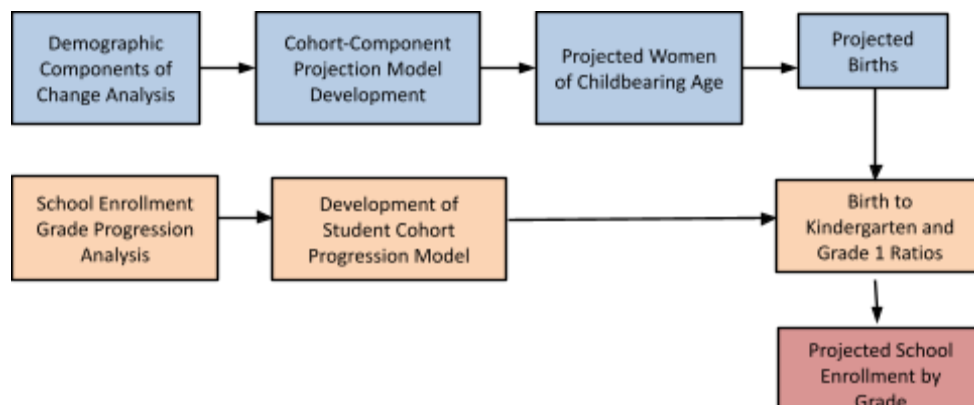 Demographic
Components of
Change Analysis
Cohort-Component
Projection Model
Development
Projected Women
of Childbearing Age
Projected
Births
School Enrollment
Grade Progression
Analysis
Development of
Student Cohort
Progression Model
Birth to
Kindergarten and
Grade 1 Ratios
Projected School
Enrollment by
Grade